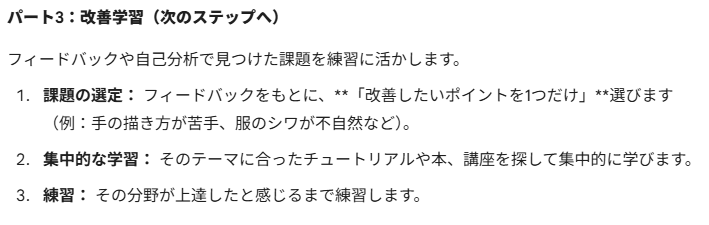 パート3：改善学習（次のステップへ）
フィードバックや自己分析で見つけた課題を練習に活かします。
1. 課題の選定： フィードバックをもとに、**「改善したいポイントを1つだけ」**選びます
（例：手の描き方が苦手、服のシワが不自然など）。
2. 集中的な学習： そのテーマに合ったチュートリアルや本、講座を探して集中的に学びます。
3. 練習： その分野が上達したと感じるまで練習します。